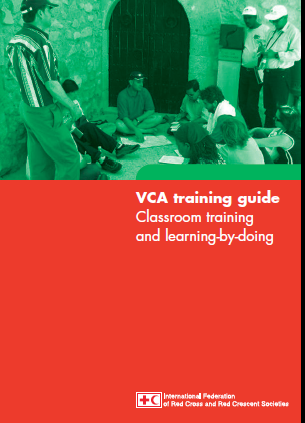 VCA training guide
Classroom training
and learning-by-doing
International Federation
of Red Cross and Red Crescent Societies